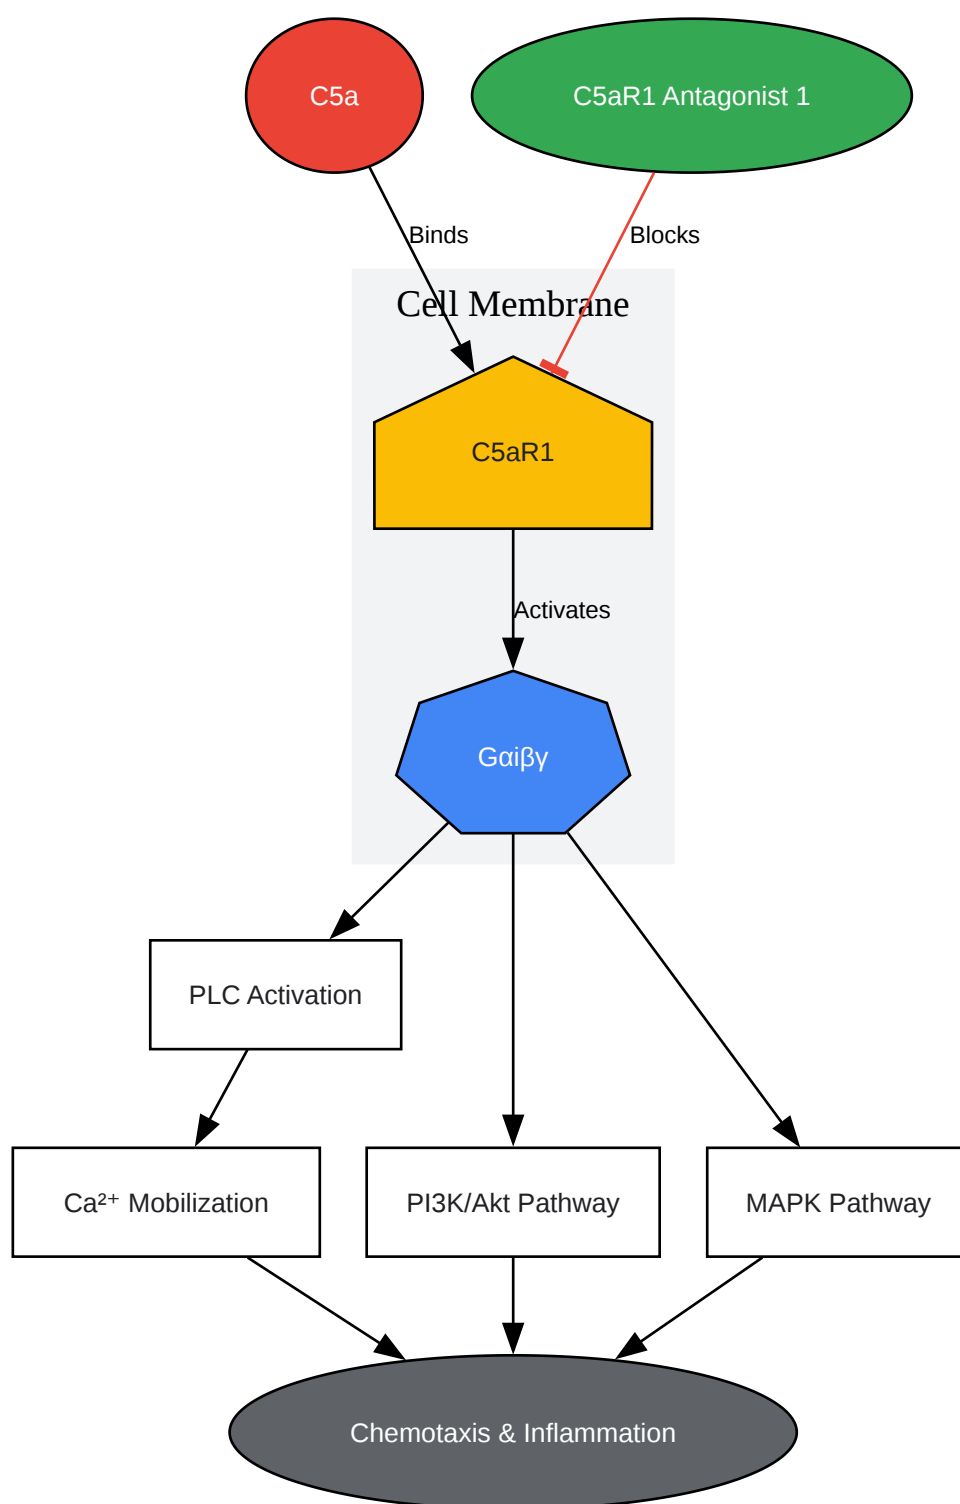 C5a
C5aR1 Antagonist 1
Binds
Blocks
Cell Membrane
C5aR1
Activates
Gαiβγ
PLC Activation
Ca²⁺ Mobilization
PI3K/Akt Pathway
MAPK Pathway
Chemotaxis & Inflammation